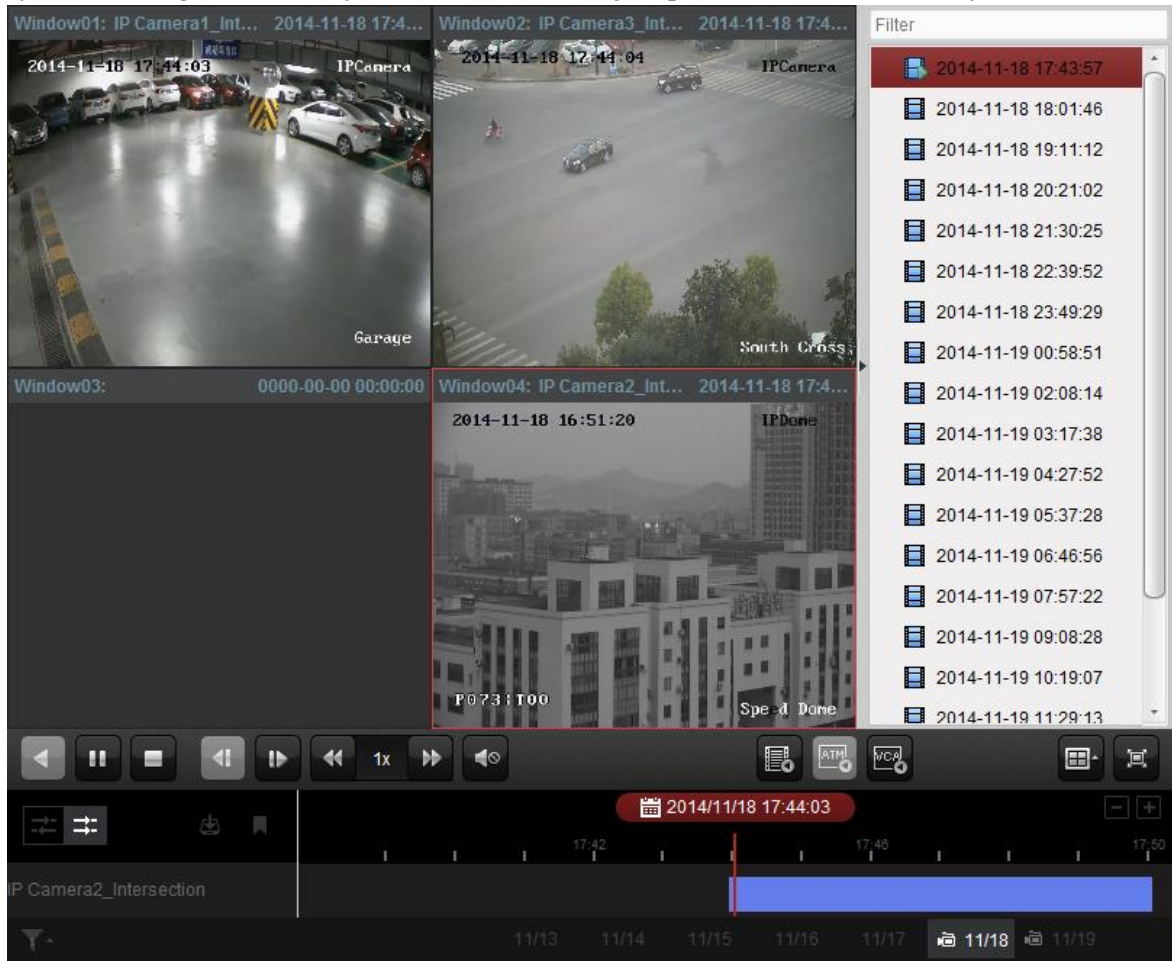 Window01: IP Camera1_Int... 2014-11-18 17:4...
2014-11-18 17:44:03 IPCamera
Garage
Window02: IP Camera3_Int... 2014-11-18 17:4...
2014-11-18 17:44:04 IPCamera
South Cross
Window03: 0000-00-00 00:00:00
Window04: IP Camera2_Int... 2014-11-18 17:4...
2014-11-18 16:51:20 IPDome
P073 T00
Speed Dome
Filter
2014-11-18 17:43:57
2014-11-18 18:01:46
2014-11-18 19:11:12
2014-11-18 20:21:02
2014-11-18 21:30:25
2014-11-18 22:39:52
2014-11-18 23:49:29
2014-11-19 00:58:51
2014-11-19 02:08:14
2014-11-19 03:17:38
2014-11-19 04:27:52
2014-11-19 05:37:28
2014-11-19 06:46:56
2014-11-19 07:57:22
2014-11-19 09:08:28
2014-11-19 10:19:07
2014-11-19 11:29:13
1x
ATM
VCA
2014/11/18 17:44:03
17:42 17:46 17:50
IP Camera2_Intersection
11/13 11/14 11/15 11/16 11/17 11/18 11/19